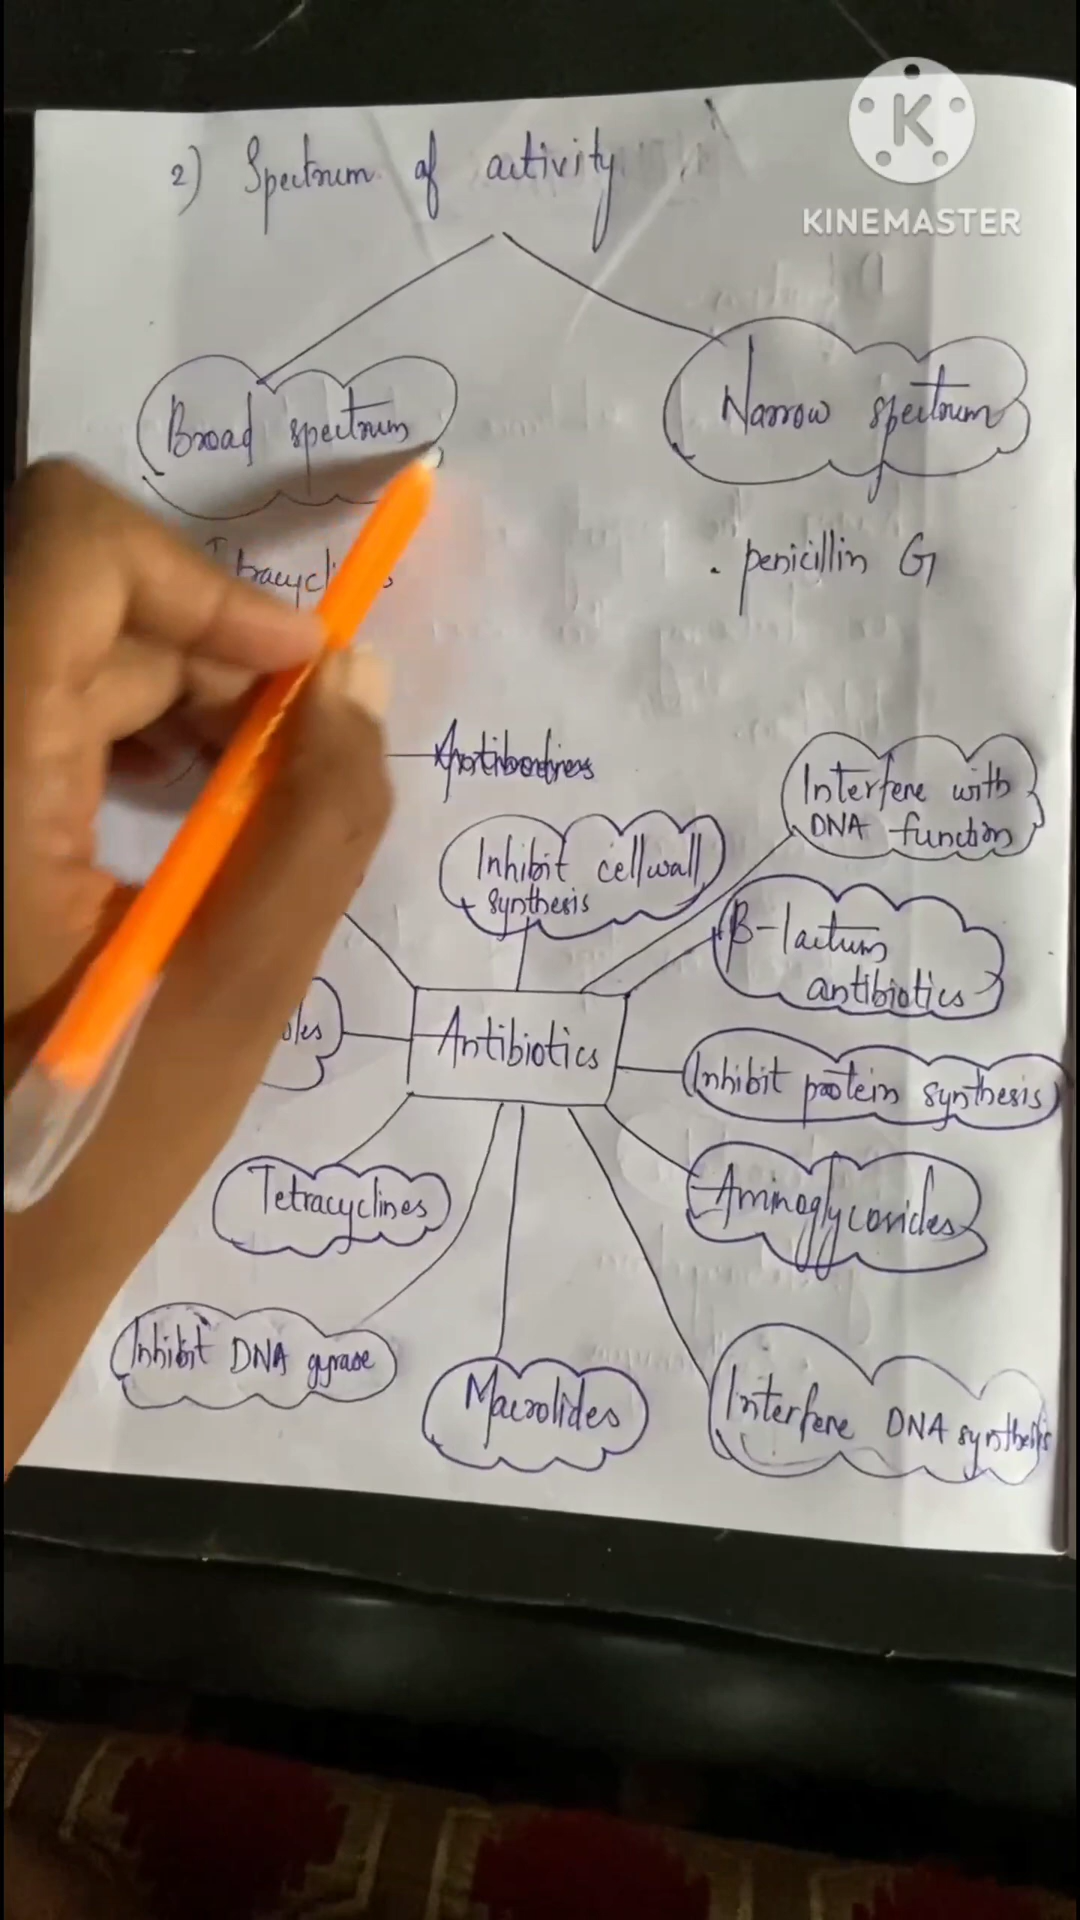 K
KINEMASTER
2) Spectrum of activity
Broad spectrum
Narrow spectrum
. penicillin G
Interfere with
DNA function
Inhibit cellwall
synthesis
B-lactum
antibiotics
Antibiotics
Inhibit protein synthesis
Tetracyclines
Aminoglycosides
Inhibit DNA gyrase
Macrolides
Interfere DNA synthesis